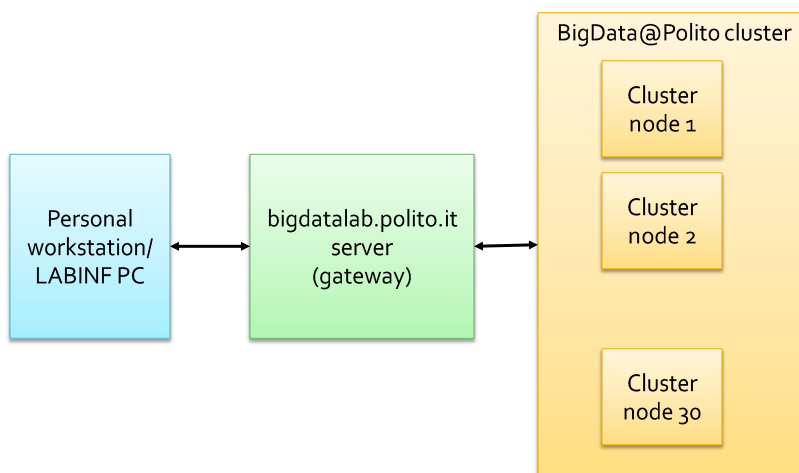 BigData@Polito cluster
Cluster
node 1
Cluster
node 2
Personal
workstation/
LABINF PC
bigdatalab.polito.it
server
(gateway)
Cluster
node 30